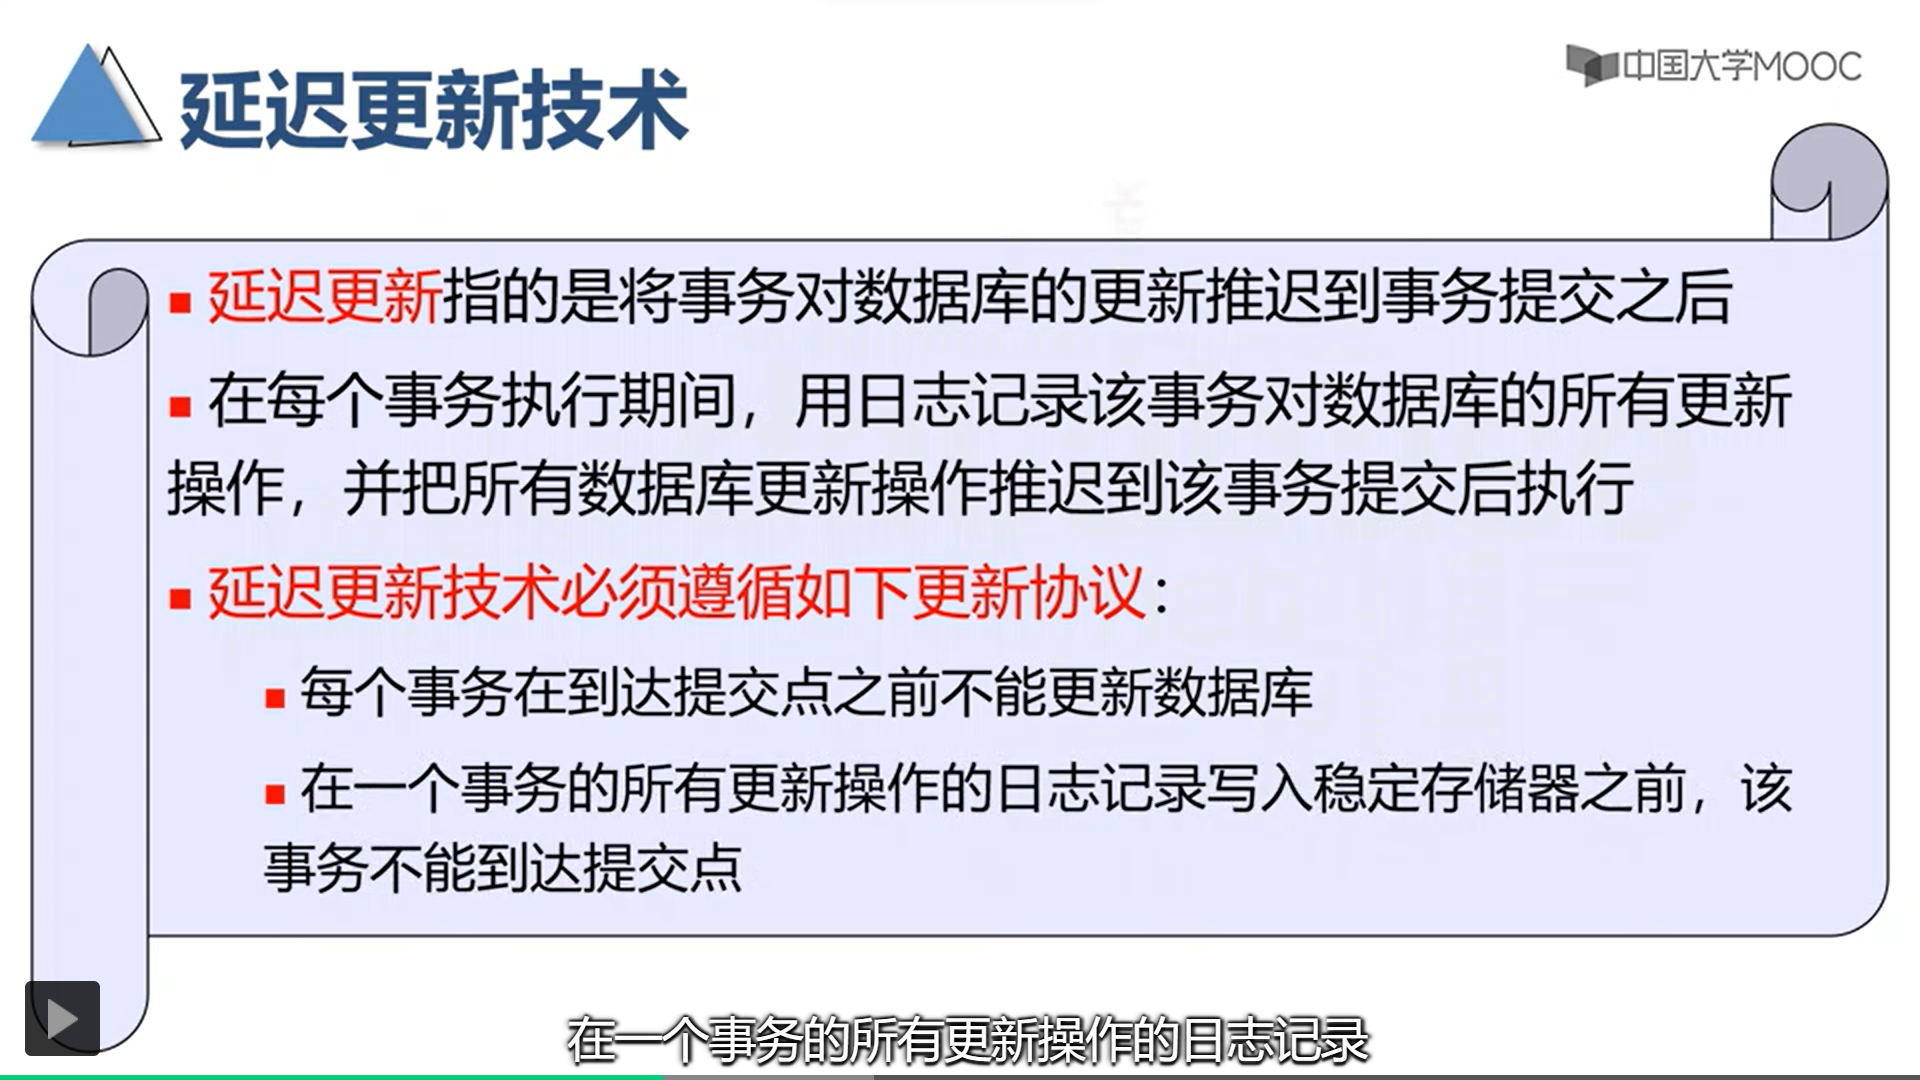 延迟更新技术
中国大学MOOC
延迟更新指的是将事务对数据库的更新推迟到事务提交之后
在每个事务执行期间，用日志记录该事务对数据库的所有更新
操作，并把所有数据库更新操作推迟到该事务提交后执行
延迟更新技术必须遵循如下更新协议：
每个事务在到达提交点之前不能更新数据库
在一个事务的所有更新操作的日志记录写入稳定存储器之前，该
事务不能到达提交点
在一个事务的所有更新操作的日志记录